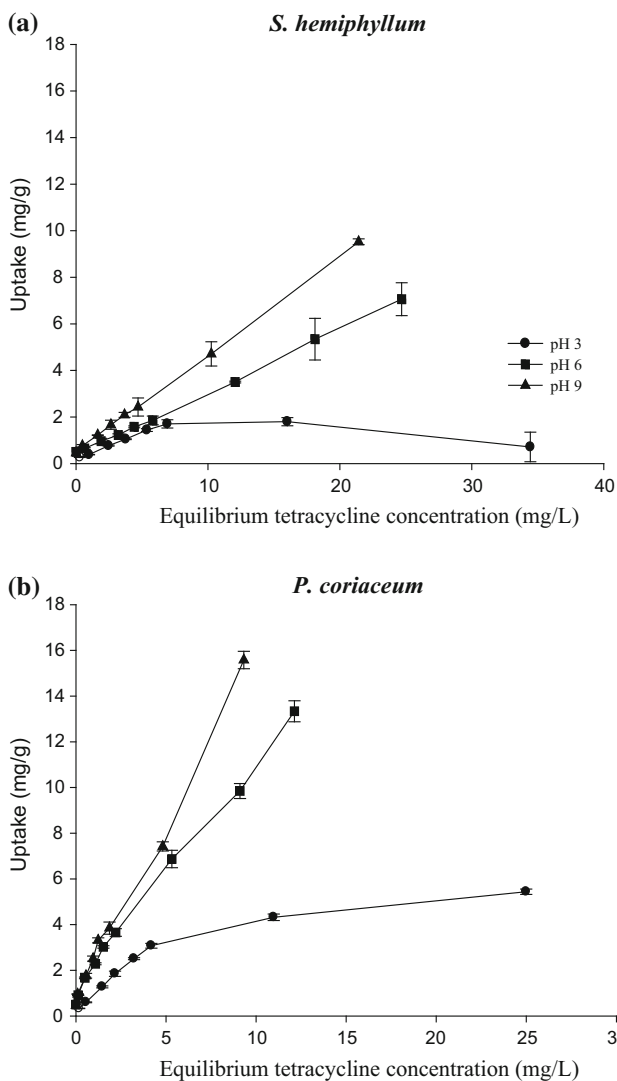 (a)
S. hemiphyllum
18
16
14
12
10
8
6
4
2
0
Uptake (mg/g)
pH 3
pH 6
pH 9
0 10 20 30 40
Equilibrium tetracycline concentration (mg/L)
(b)
P. coriaceum
18
16
14
12
10
8
6
4
2
0
Uptake (mg/g)
0 5 10 15 20 25 3
Equilibrium tetracycline concentration (mg/L)